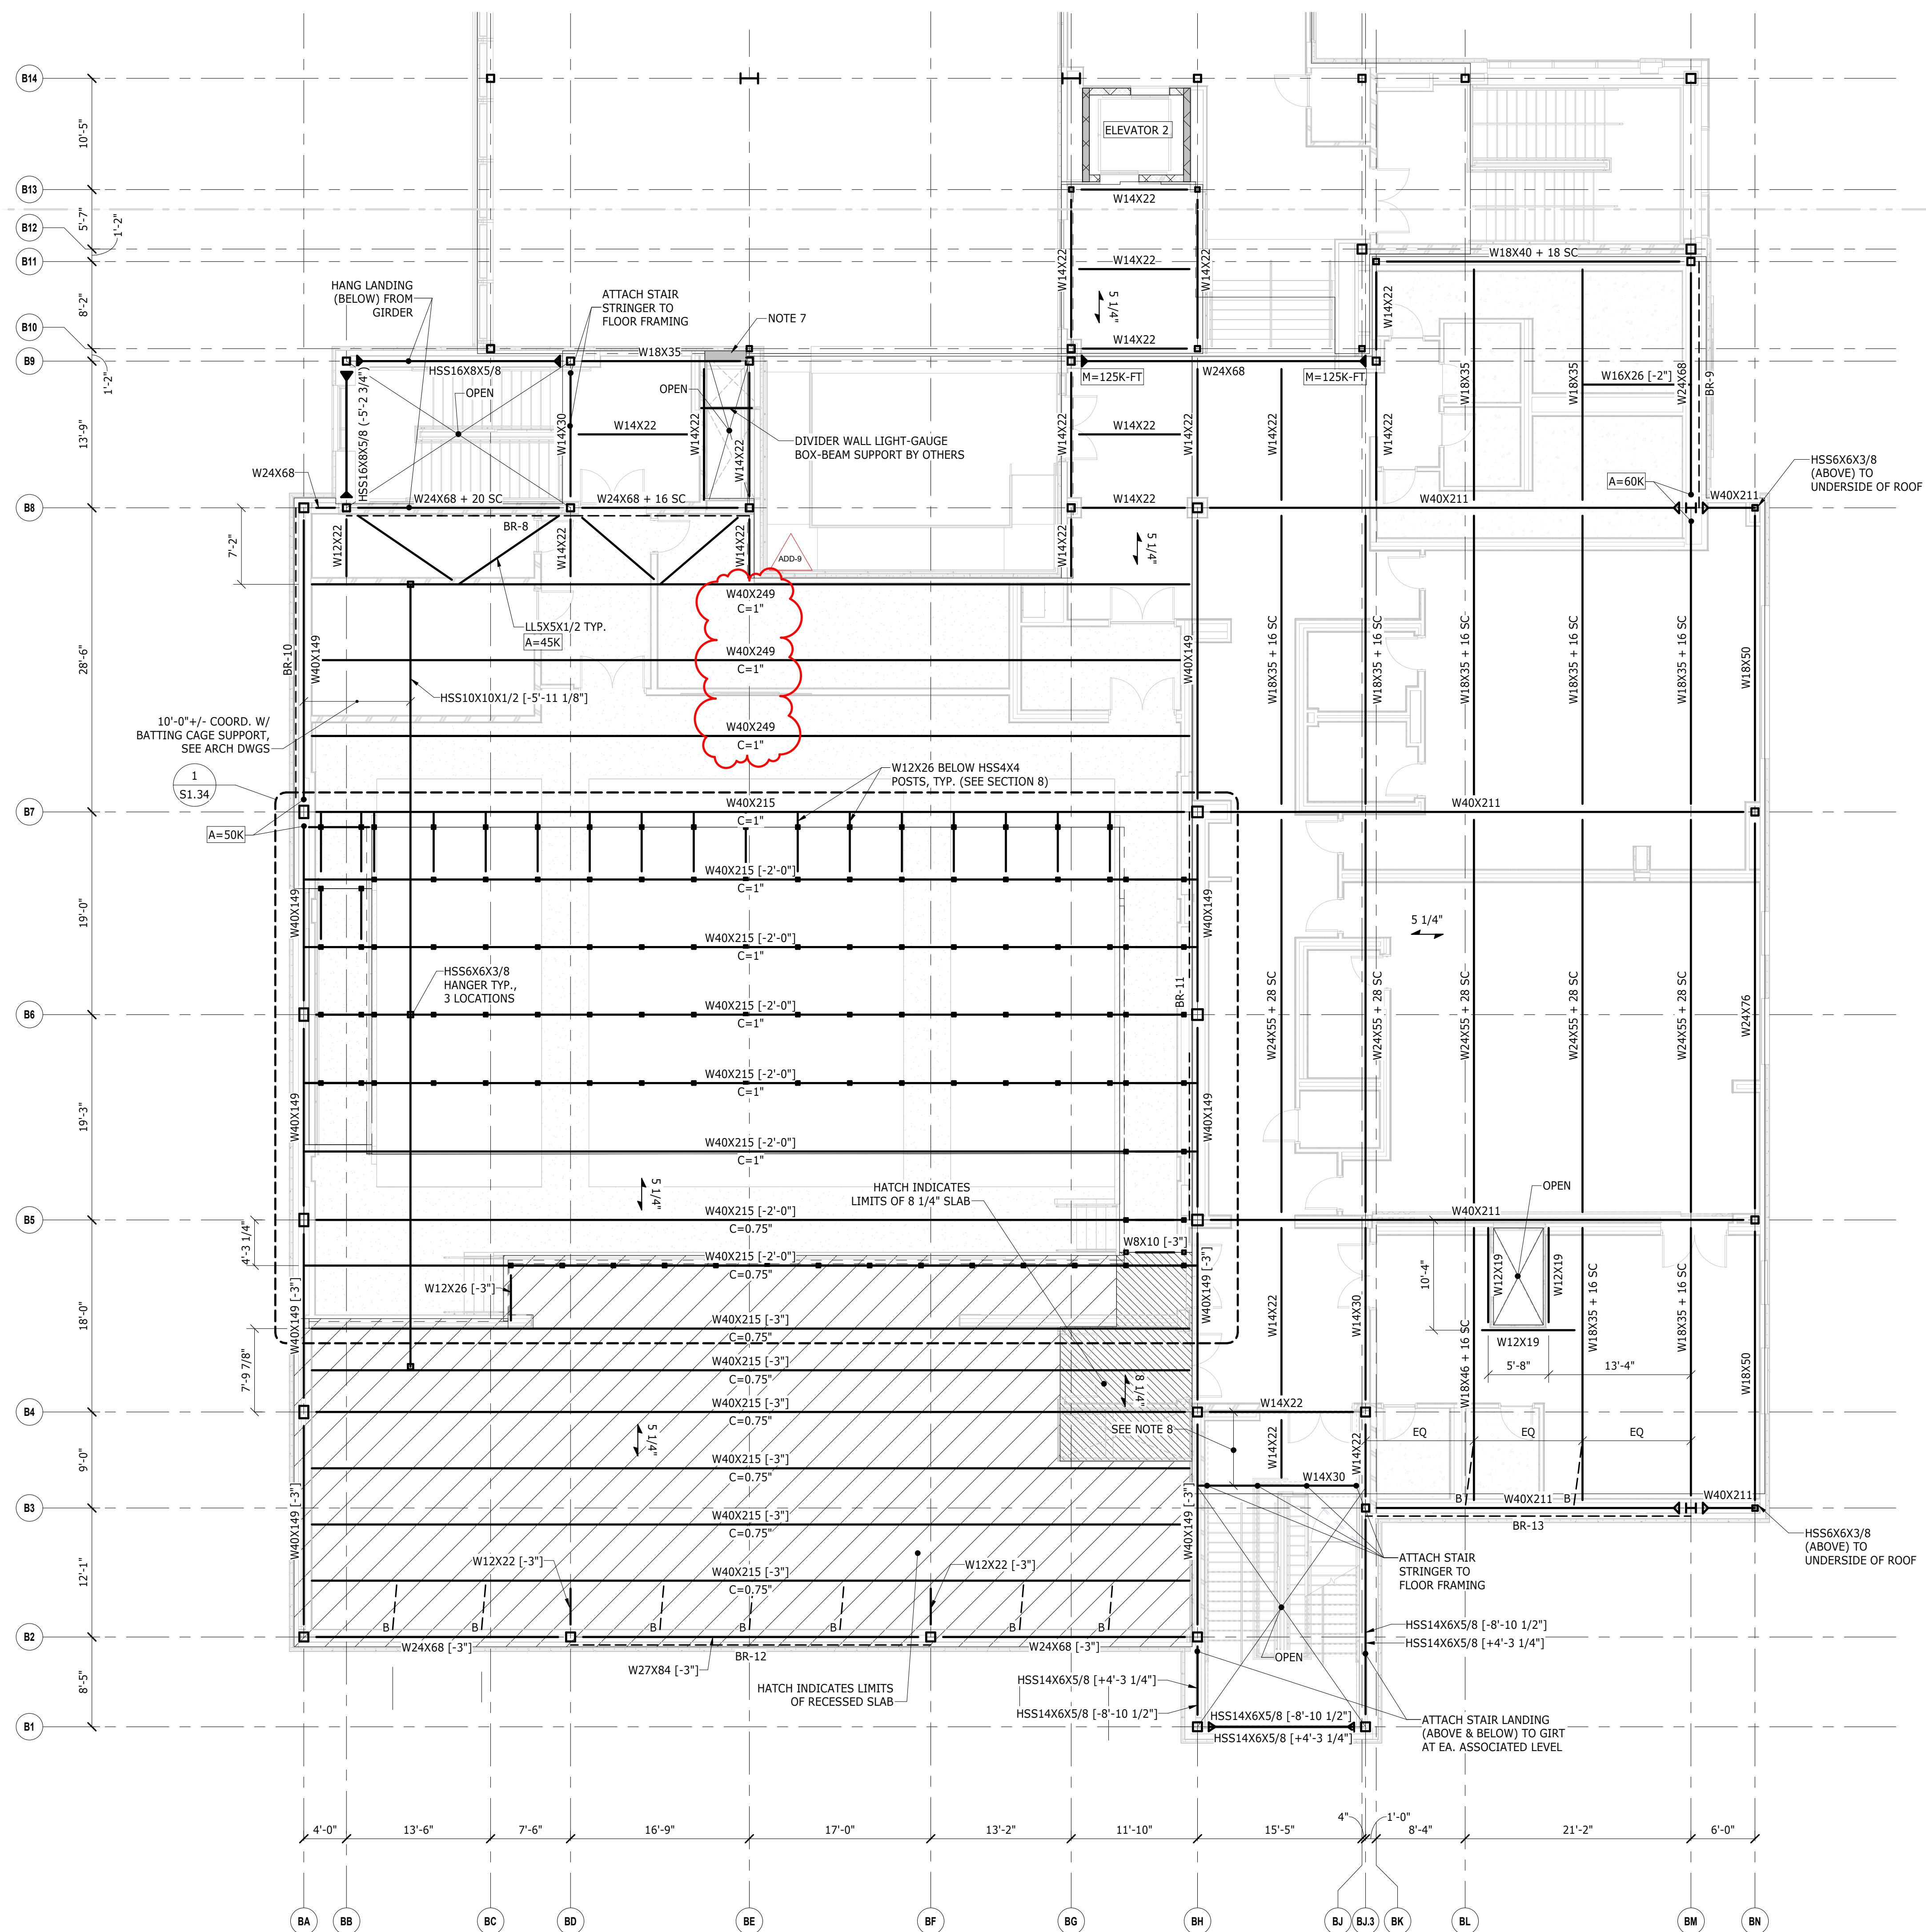 B14
10'-5"
ELEVATOR 2
B13
W14X22
5'-7"
1'-2"
B12
B11
W18X40 + 18 SC
W14X22
W14X22
W14X22
8'-2"
HANG LANDING
(BELOW) FROM
GIRDER
ATTACH STAIR
STRINGER TO
FLOOR FRAMING
NOTE 7
5 1/4"
W14X22
B10
W14X22
W18X35
B9
1'-2"
HSS16X8X5/8
OPEN
OPEN
M=125K-FT
M=125K-FT
W24X68
W18X35
W18X35
W24X68
W16X26 [-2"]
BR-9
13'-9"
HSS16X8X5/8 (-5'-2 3/4")
W14X30
W14X22
W14X22
W14X22
DIVIDER WALL LIGHT-GAUGE
BOX-BEAM SUPPORT BY OTHERS
W14X22
W14X22
W14X22
W14X22
W14X22
HSS6X6X3/8
(ABOVE) TO
UNDERSIDE OF ROOF
W24X68
A=60K
B8
W24X68 + 20 SC
W24X68 + 16 SC
W14X22
W40X211
W40X211
BR-8
7'-2"
W12X22
W14X22
W14X22
ADD-9
W14X22
5 1/4"
W40X249
C=1"
LL5X5X1/2 TYP.
A=45K
BR-10
W40X149
28'-6"
W40X249
C=1"
W40X149
W18X35 + 16 SC
W18X35 + 16 SC
W18X35 + 16 SC
W18X35 + 16 SC
W18X35 + 16 SC
W18X50
HSS10X10X1/2 [-5'-11 1/8"]
10'-0"+/- COORD. W/
BATTING CAGE SUPPORT,
SEE ARCH DWGS
W40X249
C=1"
1
S1.34
W12X26 BELOW HSS4X4
POSTS, TYP. (SEE SECTION 8)
B7
W40X215
C=1"
W40X211
A=50K
W40X215 [-2'-0"]
C=1"
19'-0"
W40X149
W40X149
5 1/4"
W40X215 [-2'-0"]
C=1"
HSS6X6X3/8
HANGER TYP.,
3 LOCATIONS
BR-11
B6
W40X215 [-2'-0"]
C=1"
W24X55 + 28 SC
W24X55 + 28 SC
W24X55 + 28 SC
W24X55 + 28 SC
W24X55 + 28 SC
W24X76
W40X215 [-2'-0"]
C=1"
19'-3"
W40X149
W40X149
W40X215 [-2'-0"]
C=1"
5 1/4"
HATCH INDICATES
LIMITS OF 8 1/4" SLAB
OPEN
B5
W40X215 [-2'-0"]
C=0.75"
W40X211
4'-3 1/4"
W8X10 [-3"]
W40X215 [-2'-0"]
C=0.75"
W12X26 [-3"]
W40X149 [-3"]
W40X149 [-3"]
10'-4"
W12X19
W12X19
18'-0"
W14X22
W14X30
W18X46 + 16 SC
W18X35 + 16 SC
W18X35 + 16 SC
W40X215 [-3"]
C=0.75"
W12X19
7'-9 7/8"
W40X215 [-3"]
C=0.75"
5'-8"
13'-4"
W18X50
8 1/4"
B4
W40X215 [-3"]
C=0.75"
W14X22
5 1/4"
SEE NOTE 8
W14X22
W14X22
EQ
EQ
EQ
9'-0"
W40X215 [-3"]
C=0.75"
W14X30
B
B
W40X211
W40X211
B3
W40X149 [-3"]
W40X149 [-3"]
W40X215 [-3"]
C=0.75"
BR-13
HSS6X6X3/8
(ABOVE) TO
UNDERSIDE OF ROOF
W12X22 [-3"]
W12X22 [-3"]
ATTACH STAIR
STRINGER TO
FLOOR FRAMING
12'-1"
W40X215 [-3"]
C=0.75"
B
B
B
B
B
B
B
HSS14X6X5/8 [-8'-10 1/2"]
HSS14X6X5/8 [+4'-3 1/4"]
B2
W24X68 [-3"]
BR-12
W24X68 [-3"]
OPEN
W27X84 [-3"]
8'-5"
HATCH INDICATES LIMITS
OF RECESSED SLAB
HSS14X6X5/8 [+4'-3 1/4"]
HSS14X6X5/8 [-8'-10 1/2"]
HSS14X6X5/8 [-8'-10 1/2"]
HSS14X6X5/8 [+4'-3 1/4"]
ATTACH STAIR LANDING
(ABOVE & BELOW) TO GIRT
AT EA. ASSOCIATED LEVEL
B1
4'-0"
13'-6"
7'-6"
16'-9"
17'-0"
13'-2"
11'-10"
15'-5"
4"
1'-0"
8'-4"
21'-2"
6'-0"
BA
BB
BC
BD
BE
BF
BG
BH
BJ
BJ.3
BK
BL
BM
BN